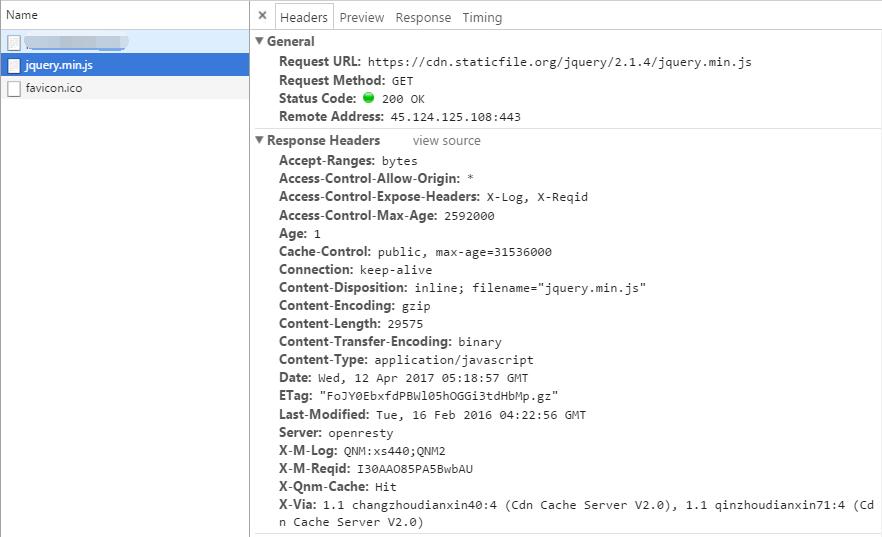 Name
jquery.min.js
favicon.ico
× Headers Preview Response Timing
▼ General
Request URL: https://cdn.staticfile.org/jquery/2.1.4/jquery.min.js
Request Method: GET
Status Code: 200 OK
Remote Address: 45.124.125.108:443
▼ Response Headers view source
Accept-Ranges: bytes
Access-Control-Allow-Origin: *
Access-Control-Expose-Headers: X-Log, X-Reqid
Access-Control-Max-Age: 2592000
Age: 1
Cache-Control: public, max-age=31536000
Connection: keep-alive
Content-Disposition: inline; filename="jquery.min.js"
Content-Encoding: gzip
Content-Length: 29575
Content-Transfer-Encoding: binary
Content-Type: application/javascript
Date: Wed, 12 Apr 2017 05:18:57 GMT
ETag: "FoJY0EbxfdPBWl05hOGGi3tdHbMp.gz"
Last-Modified: Tue, 16 Feb 2016 04:22:56 GMT
Server: openresty
X-M-Log: QNM:xs440;QNM2
X-M-Reqid: I30AAO85PA5BwbAU
X-Qnm-Cache: Hit
X-Via: 1.1 changzhoudianxin40:4 (Cdn Cache Server V2.0), 1.1 qinzhoudianxin71:4 (Cd
n Cache Server V2.0)